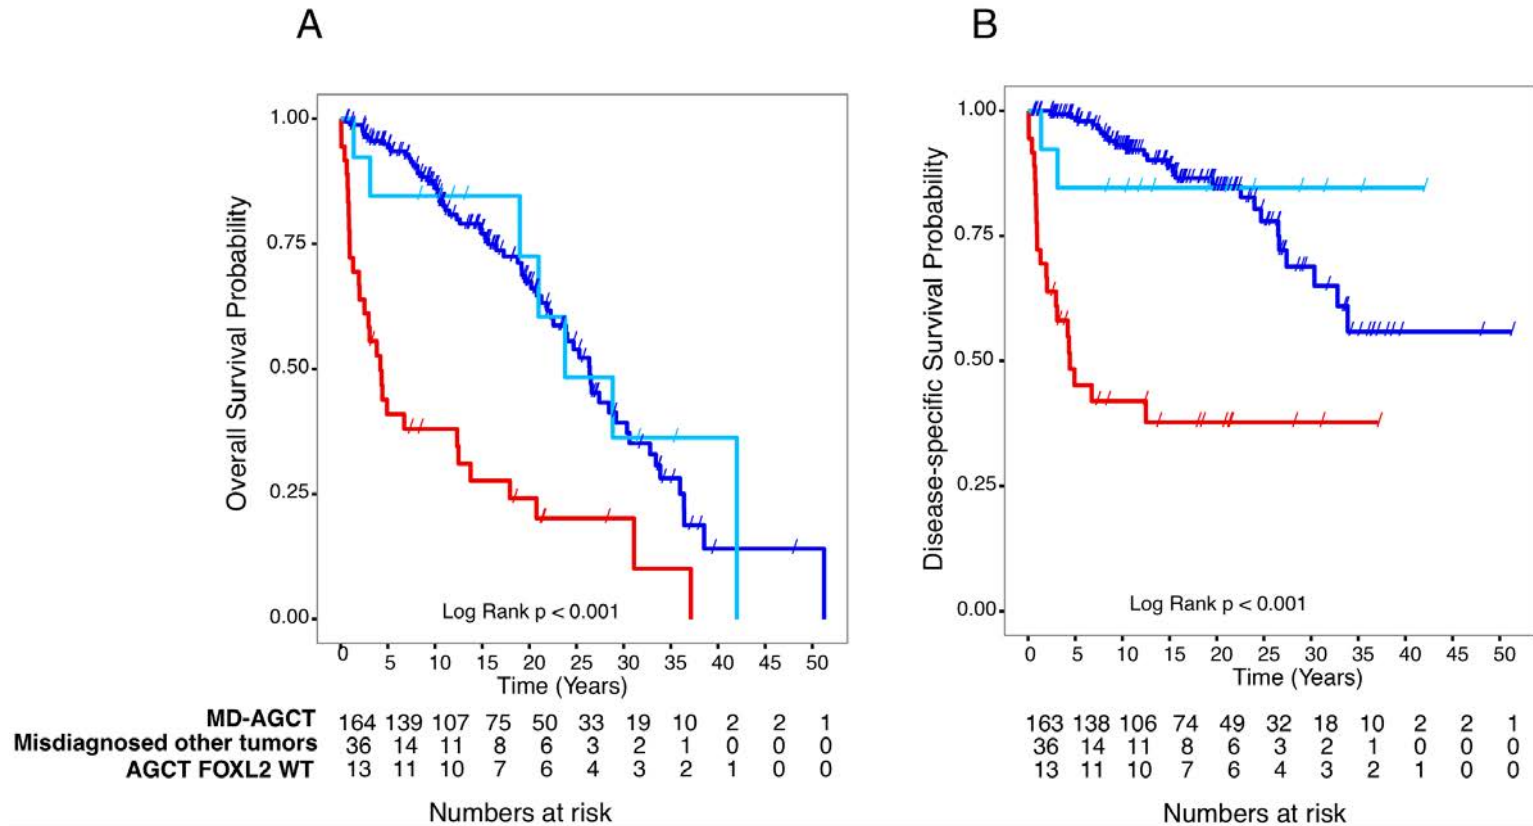 A
B
Overall Survival Probability
1.00
0.75
0.50
0.25
0.00
Log Rank p < 0.001
0 5 10 15 20 25 30 35 40 45 50
Time (Years)
Disease-specific Survival Probability
1.00
0.75
0.50
0.25
0.00
Log Rank p < 0.001
0 5 10 15 20 25 30 35 40 45 50
Time (Years)
MD-AGCT 164 139 107 75 50 33 19 10 2 2 1
Misdiagnosed other tumors 36 14 11 8 6 3 2 1 0 0 0
AGCT FOXL2 WT 13 11 10 7 6 4 3 2 1 0 0
Numbers at risk
163 138 106 74 49 32 18 10 2 2 1
36 14 11 8 6 3 2 1 0 0 0
13 11 10 7 6 4 3 2 1 0 0
Numbers at risk